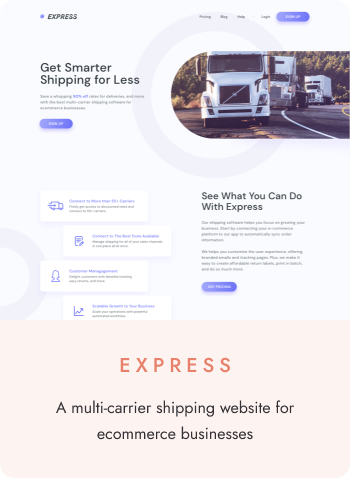 EXPRESS
Pricing Blog Help Login SIGN UP
Get Smarter
Shipping for Less
Save a whopping 90% off rates for deliveries, and more
with the best multi-carrier shipping software for
ecommerce businesses.
SIGN UP
Connect to More than 50+ Carriers
Firstly get access to discounted rates and
connect to 50+ carriers.
Connect to The Best Tools Available
Manage shipping for all of your sales channels
in one place all at once.
Customer Management
Delight customers with branded tracking,
easy returns, and more.
Scalable Growth to Your Business
Scale your operations with powerful
automated workflows.
See What You Can Do
With Express
Our shipping software helps you focus on growing your
business. Start by connecting your e-commerce
platform to our app to automatically sync order
information.
We helps you customize the user experience, offering
branded emails and tracking pages. Plus, we make it
easy to create affordable return labels, print in batch,
and do so much more.
GET PRICING
EXPRESS
A multi-carrier shipping website for
ecommerce businesses